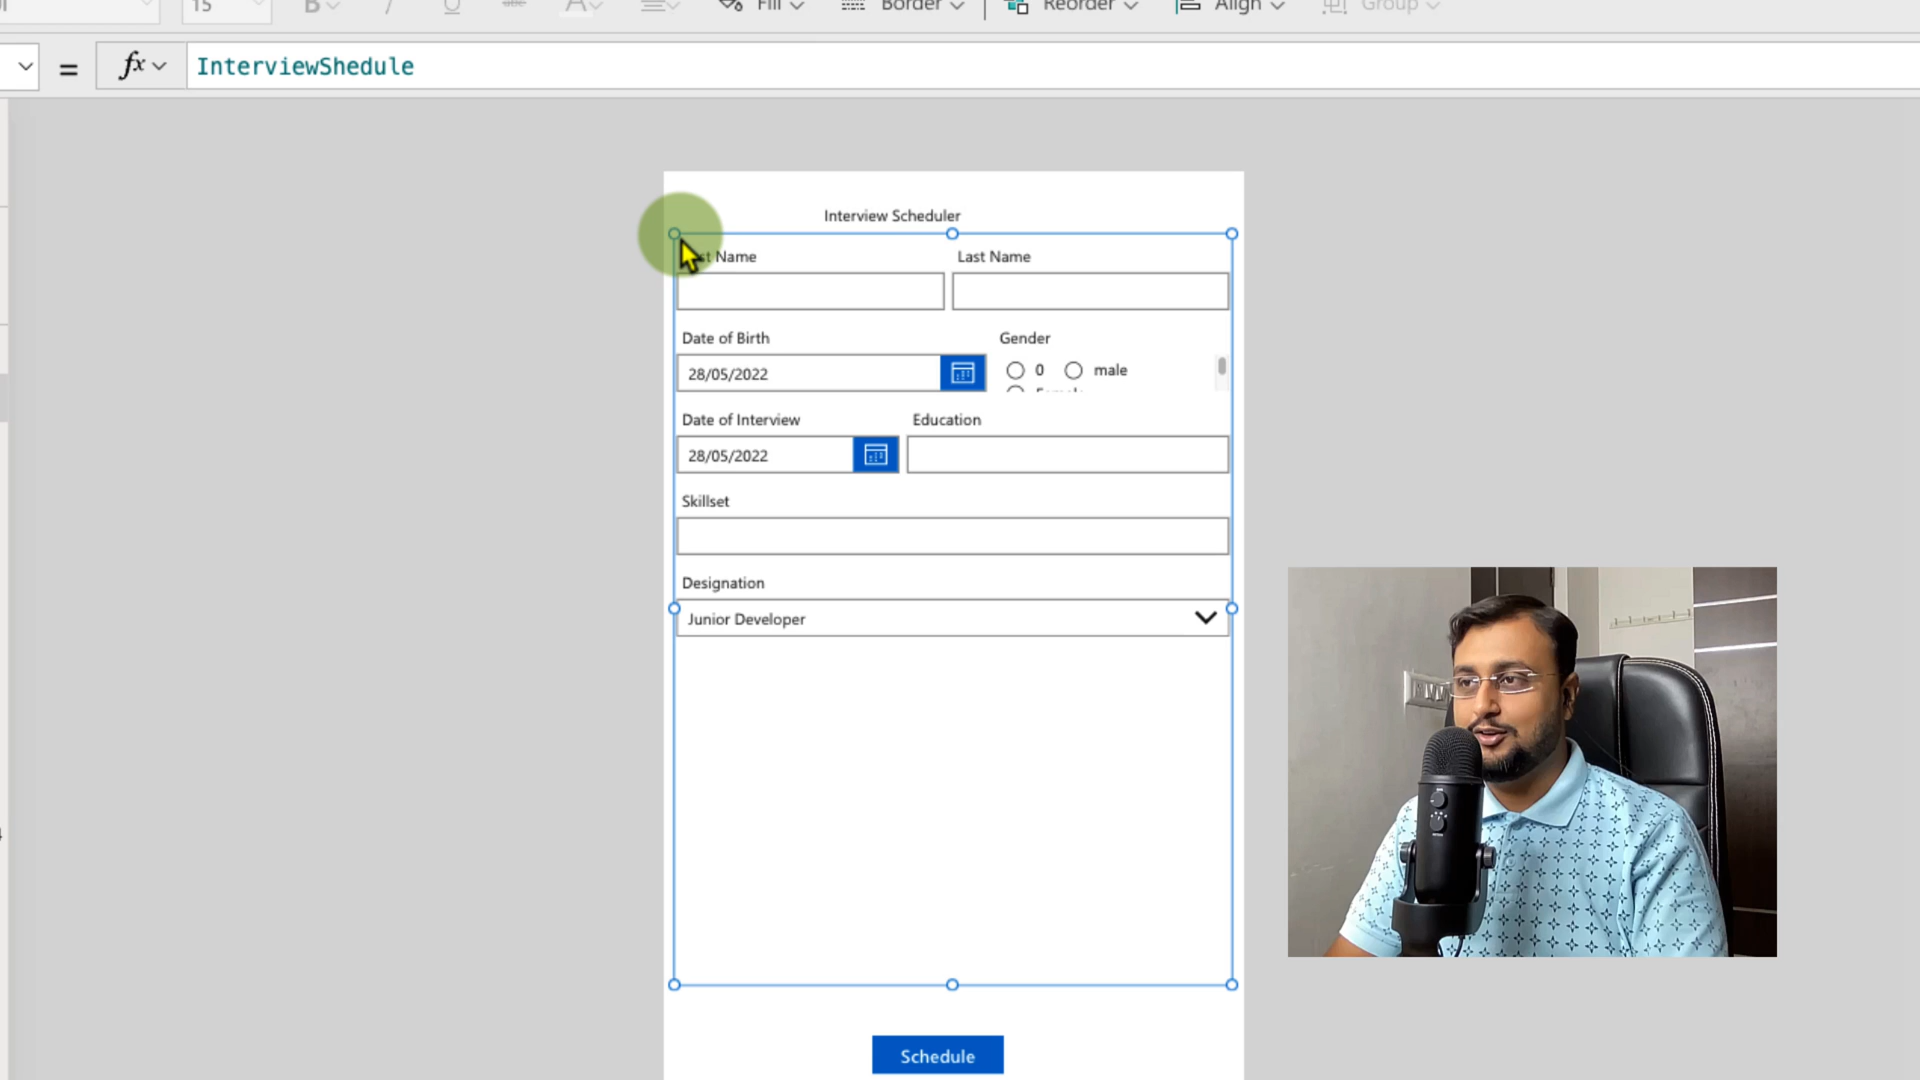 15 B I U abc A Fill Border Reorder Align Group
= fx InterviewShedule
Interview Scheduler
Name Last Name
Date of Birth Gender
28/05/2022 0 male
Date of Interview Education
28/05/2022
Skillset
Designation
Junior Developer
Schedule